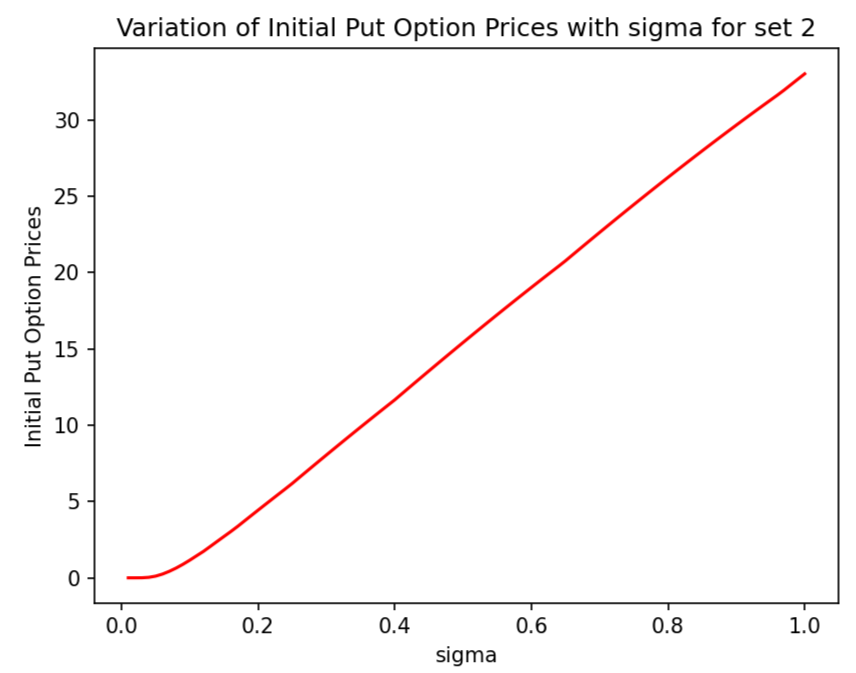 Variation of Initial Put Option Prices with sigma for set 2
Initial Put Option Prices
30
25
20
15
10
5
0
0.0 0.2 0.4 0.6 0.8 1.0
sigma